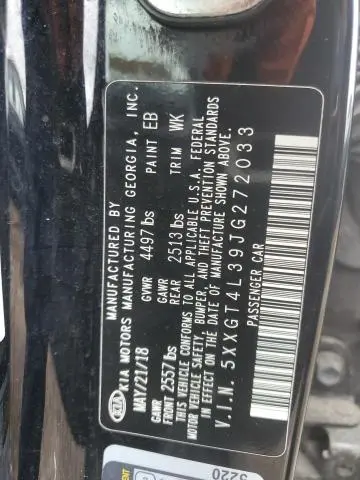 KIA
MANUFACTURED BY
KIA MOTORS MANUFACTURING GEORGIA, INC.
MAY/21/18
GVWR 4497 lbs
PAINT EB
GAWR FRONT 2557 lbs
GAWR REAR 2513 lbs
TRIM WK
THIS VEHICLE CONFORMS TO ALL APPLICABLE U.S.A. FEDERAL
MOTOR VEHICLE SAFETY, BUMPER, AND THEFT PREVENTION STANDARDS
IN EFFECT ON THE DATE OF MANUFACTURE SHOWN ABOVE.
V.I.N. 5XXGT4L39JG272033
PASSENGER CAR
5220